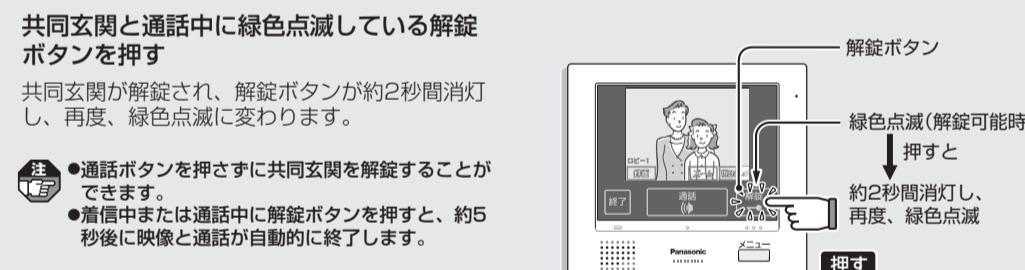 共同玄関と通話中に緑色点滅している解錠
ボタンを押す
共同玄関が解錠され、解錠ボタンが約2秒間消灯
し、再度、緑色点滅に変わります。
注
●通話ボタンを押さずに共同玄関を解錠することが
できます。
●着信中または通話中に解錠ボタンを押すと、約5
秒後に映像と通話が自動的に終了します。
解錠ボタン
緑色点滅(解錠可能時
押すと
約2秒間消灯し、
再度、緑色点滅
押す
ロビー1
録画
ズーム
終了
通話
解錠
Panasonic
メニュー